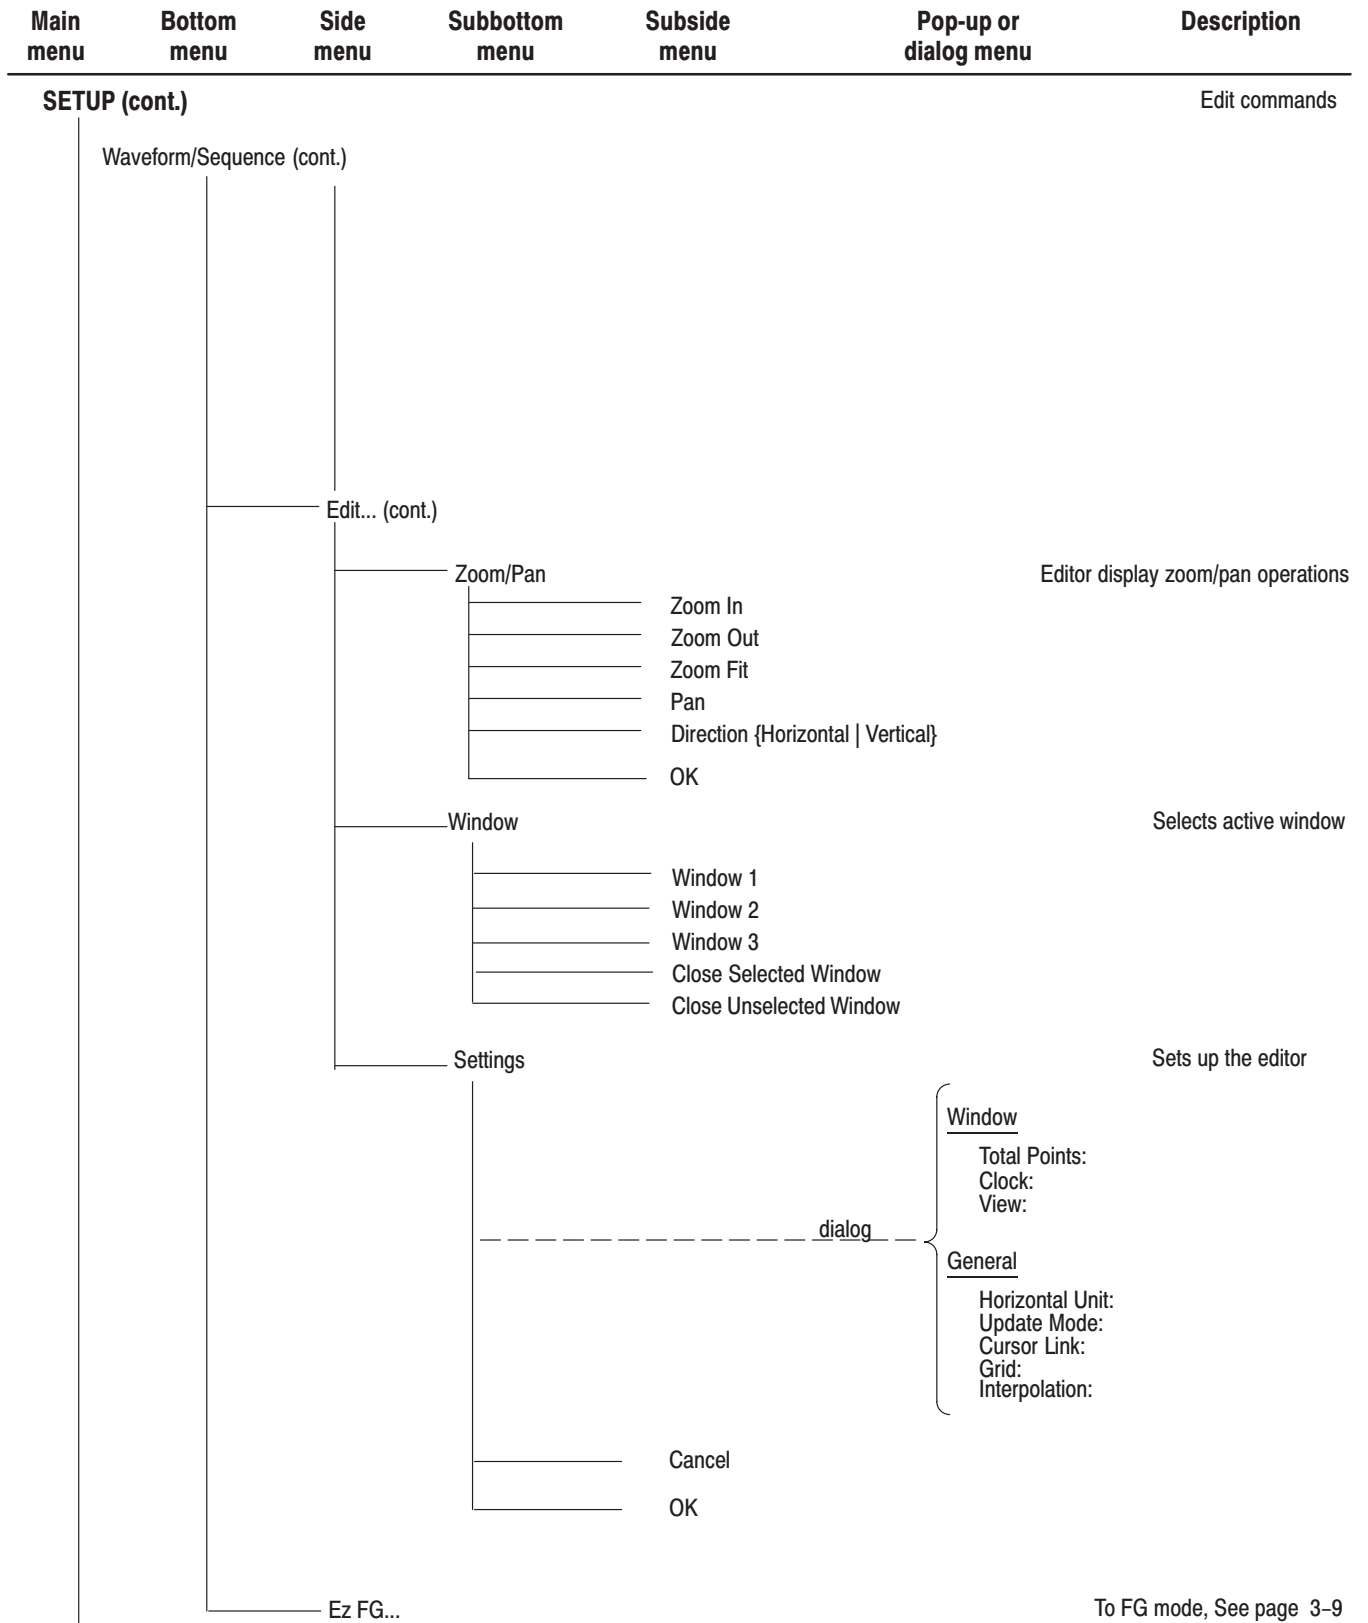 Main menu
Bottom menu
Side menu
Subbottom menu
Subside menu
Pop-up or dialog menu
Description
SETUP (cont.)
Edit commands
Waveform/Sequence (cont.)
Edit... (cont.)
Zoom/Pan
Editor display zoom/pan operations
Zoom In
Zoom Out
Zoom Fit
Pan
Direction {Horizontal | Vertical}
OK
Window
Selects active window
Window 1
Window 2
Window 3
Close Selected Window
Close Unselected Window
Settings
Sets up the editor
Window
Total Points:
Clock:
View:
dialog
General
Horizontal Unit:
Update Mode:
Cursor Link:
Grid:
Interpolation:
Cancel
OK
Ez FG...
To FG mode, See page 3–9